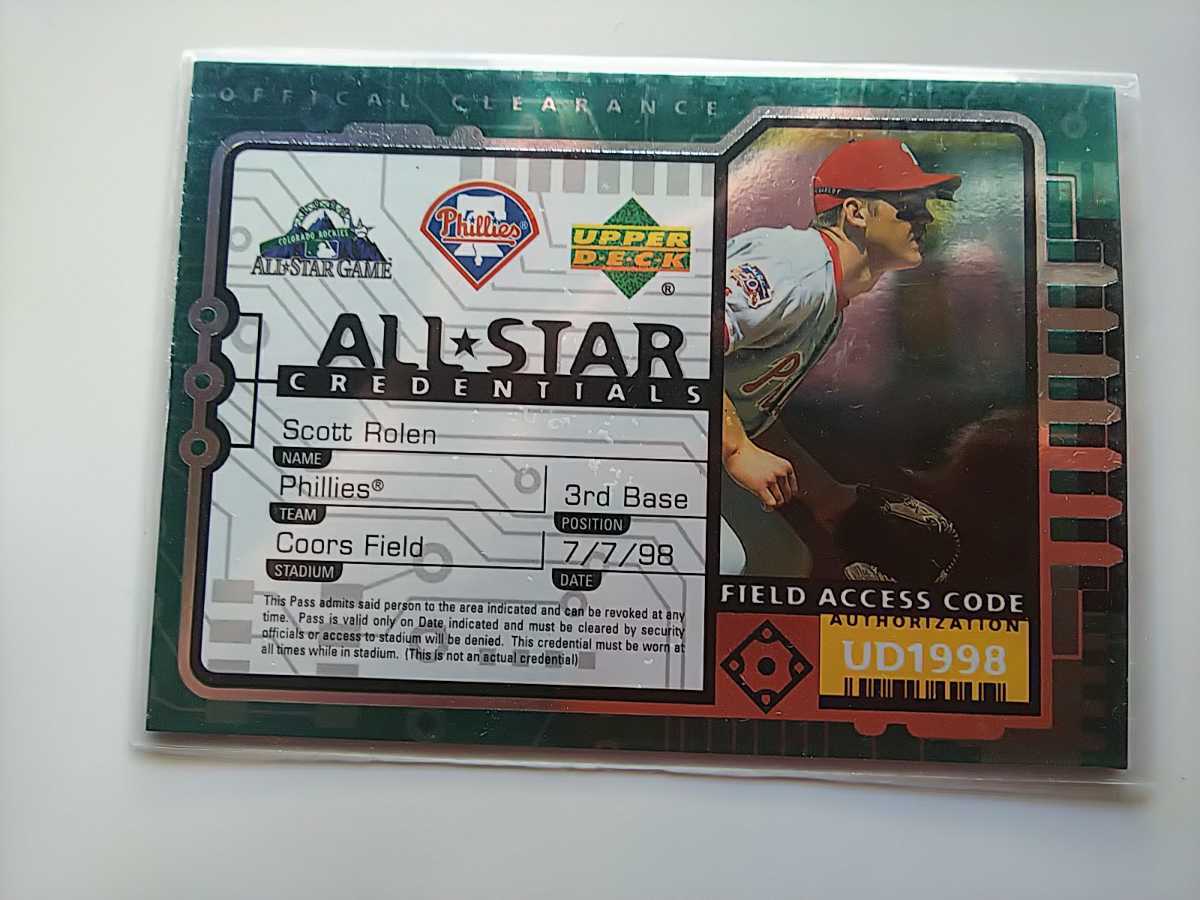 OFFICAL CLEARANCE
COLORADO ROCKIES
ALL★STAR GAME
Phillies®
UPPER
DECK®
ALL★STAR
CREDENTIALS
Scott Rolen
NAME
Phillies®
TEAM
3rd Base
POSITION
Coors Field
STADIUM
7/7/98
DATE
This Pass admits said person to the area indicated and can be revoked at any
time. Pass is valid only on Date indicated and must be cleared by security
officials or access to stadium will be denied. This credential must be worn at
all times while in stadium. (This is not an actual credential)
FIELD ACCESS CODE
AUTHORIZATION
UD1998